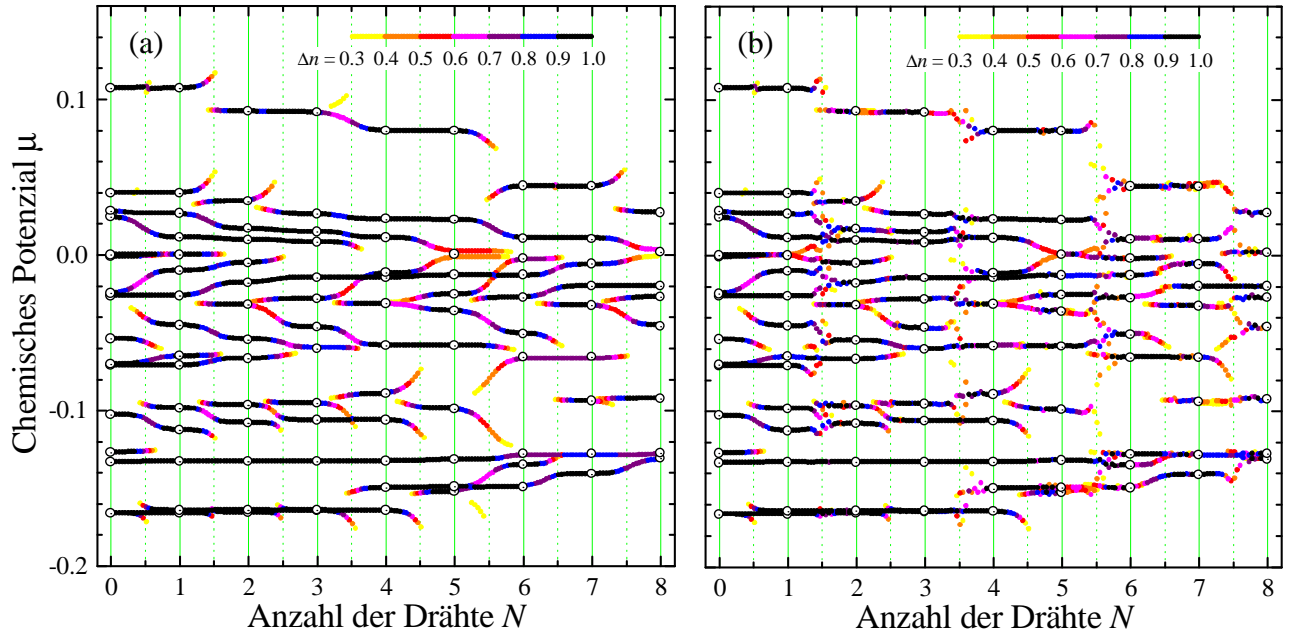 (a)
Δn = 0.3 0.4 0.5 0.6 0.7 0.8 0.9 1.0
Chemisches Potenzial μ
0.1
0.0
-0.1
-0.2
0 1 2 3 4 5 6 7 8
Anzahl der Drähte N
(b)
Δn = 0.3 0.4 0.5 0.6 0.7 0.8 0.9 1.0
0 1 2 3 4 5 6 7 8
Anzahl der Drähte N